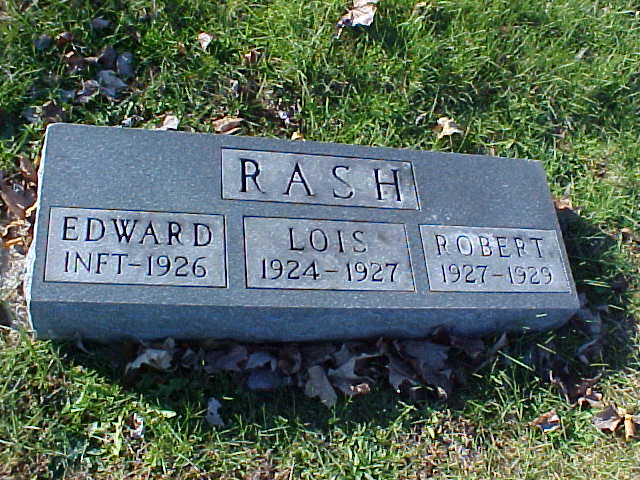 RASH
EDWARD
INFT-1926
LOIS
1924-1927
ROBERT
1927-1929